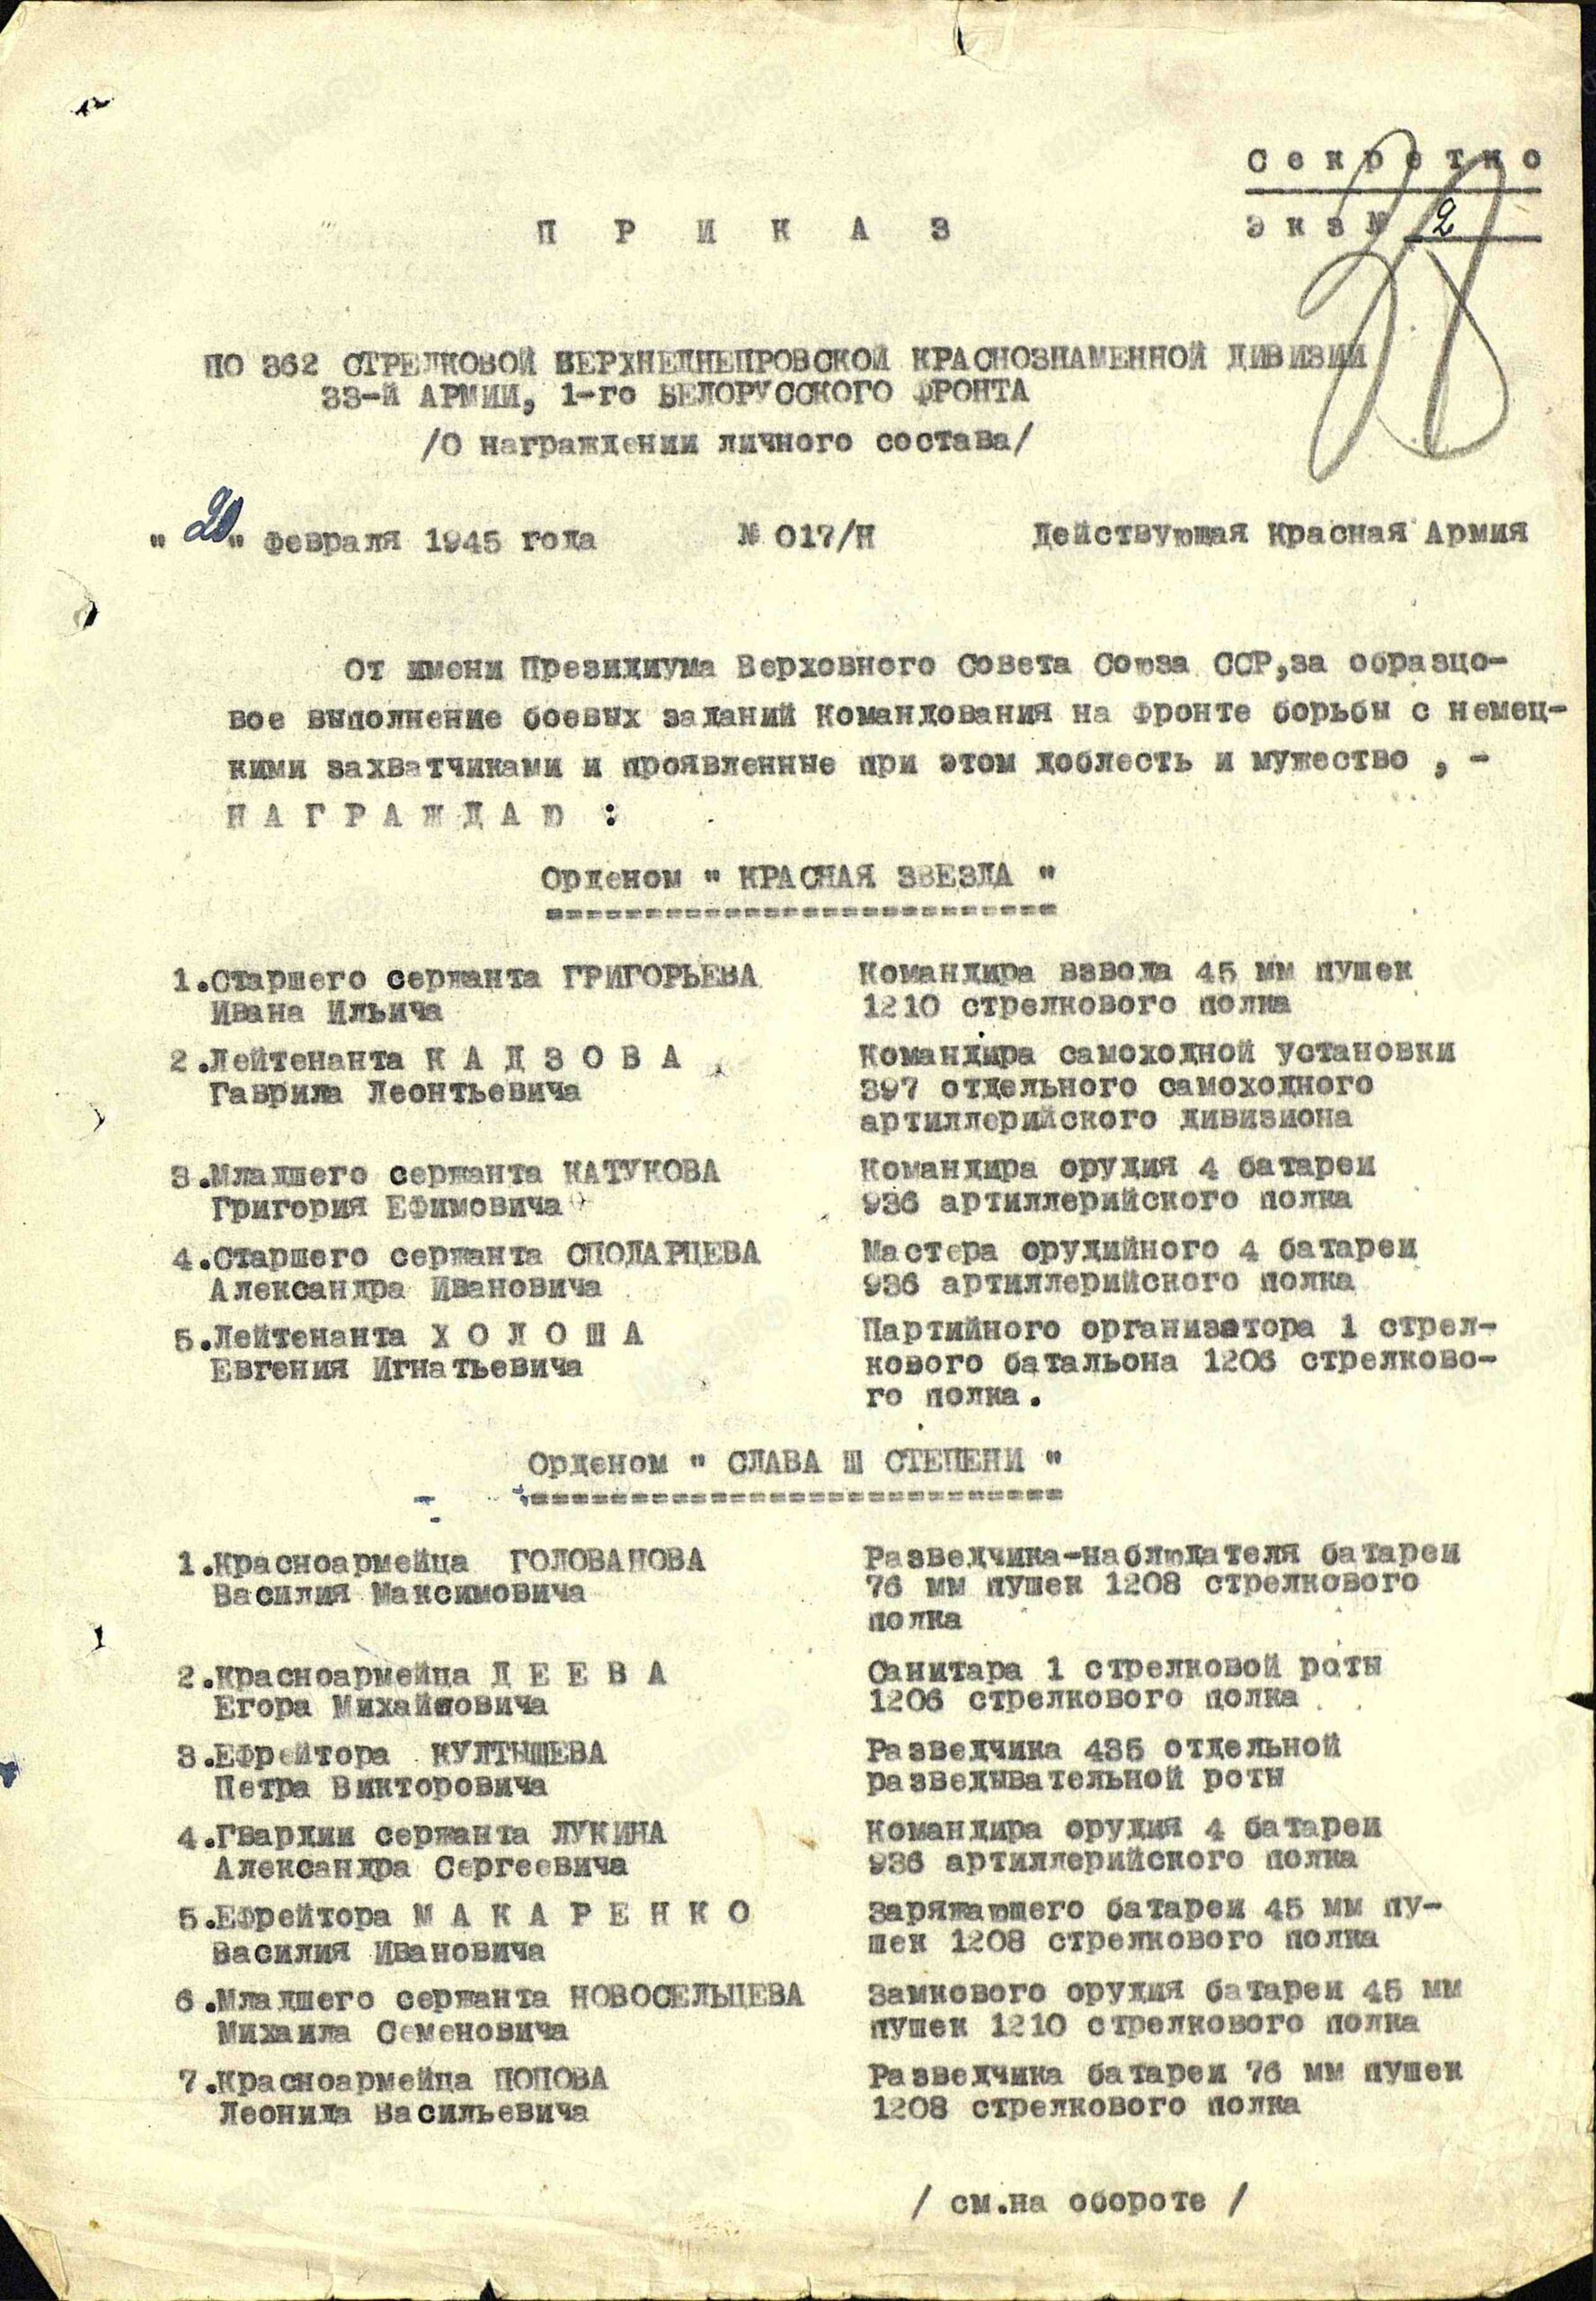 Секретно
экз № 2
ПРИКАЗ
ПО 362 СТРЕЛКОВОЙ ВЕРХНЕДНЕПРОВСКОЙ КРАСНОЗНАМЕННОЙ ДИВИЗИИ
33-й АРМИИ, 1-го БЕЛОРУССКОГО ФРОНТА
/О награждении личного состава/
"20" февраля 1945 года № 017/Н Действующая Красная Армия
От имени Президиума Верховного Совета Союза ССР,за образцо-
вое выполнение боевых заданий Командования на фронте борьбы с немец-
кими захватчиками и проявленные при этом доблесть и мужество , -
НАГРАЖДАЮ :
Орденом " КРАСНАЯ ЗВЕЗДА "
1.Старшего сержанта ГРИГОРЬЕВА Командира взвода 45 мм пушек
Ивана Ильича 1210 стрелкового полка
2.Лейтенанта КАДЗОВА Командира самоходной установки
Гаврила Леонтьевича 397 отдельного самоходного
артиллерийского дивизиона
3.Младшего сержанта КАТУКОВА Командира орудия 4 батареи
Григория Ефимовича 936 артиллерийского полка
4.Старшего сержанта СПОДАРЦЕВА Мастера орудийного 4 батареи
Александра Ивановича 936 артиллерийского полка
5.Лейтенанта ХОЛОША Партийного организатора 1 стрел-
Евгения Игнатьевича кового батальона 1206 стрелково-
го полка.
Орденом " СЛАВА Ш СТЕПЕНИ "
1.Красноармейца ГОЛОВАНОВА Разведчика-наблюдателя батареи
Василия Максимовича 76 мм пушек 1208 стрелкового
полка
2.Красноармейца ДЕЕВА Санитара 1 стрелковой роты
Егора Михайловича 1206 стрелкового полка
3.Ефрейтора КУЛТЫШЕВА Разведчика 435 отдельной
Петра Викторовича разведывательной роты
4.Гвардии сержанта ЛУКИНА Командира орудия 4 батареи
Александра Сергеевича 936 артиллерийского полка
5.Ефрейтора МАКАРЕНКО Заряжающего батареи 45 мм пу-
Василия Ивановича шек 1208 стрелкового полка
6.Младшего сержанта НОВОСЕЛЬЦЕВА Замкового орудия батареи 45 мм
Михаила Семеновича пушек 1210 стрелкового полка
7.Красноармейца ПОПОВА Разведчика батареи 76 мм пушек
Леонида Васильевича 1208 стрелкового полка
/ см.на обороте /